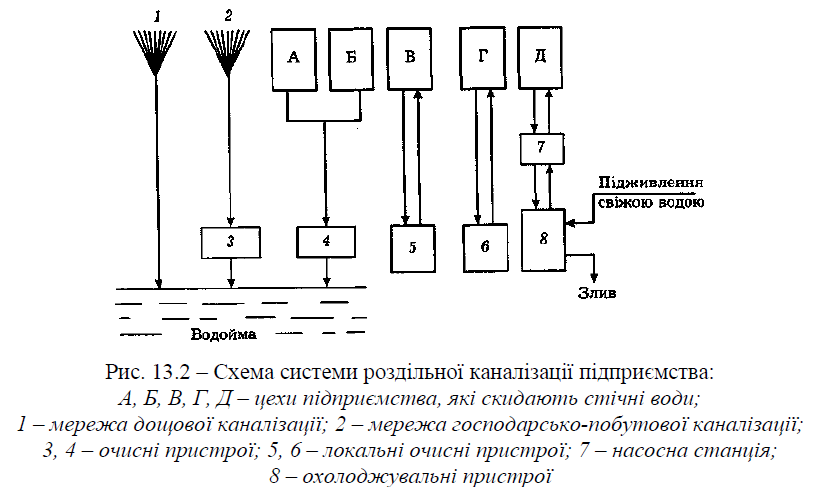 1
2
А
Б
В
Г
Д
7
Підживлення
свіжою водою
3
4
5
6
8
Злив
Водойма
Рис. 13.2 – Схема системи роздільної каналізації підприємства:
А, Б, В, Г, Д – цехи підприємства, які скидають стічні води;
1 – мережа дощової каналізації; 2 – мережа господарсько-побутової каналізації;
3, 4 – очисні пристрої; 5, 6 – локальні очисні пристрої; 7 – насосна станція;
8 – охолоджувальні пристрої